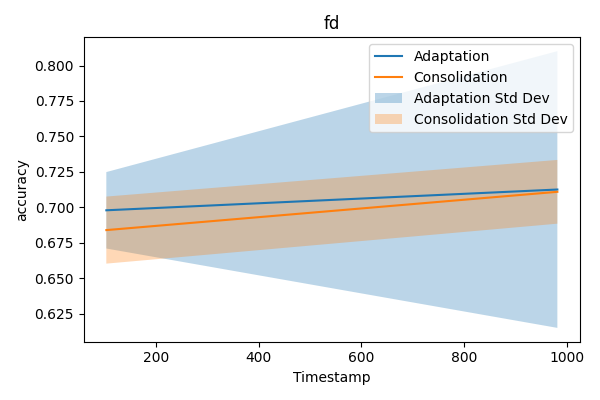 fd
Adaptation
Consolidation
Adaptation Std Dev
Consolidation Std Dev
0.800
0.775
0.750
0.725
0.700
0.675
0.650
0.625
accuracy
200 400 600 800 1000
Timestamp